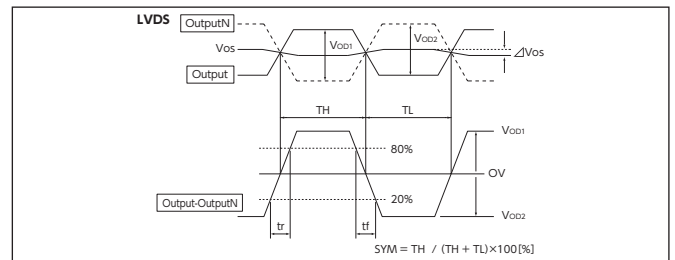 LVDS OutputN
Vos VOD1 VOD2 ⊿Vos
Output
TH TL
VOD1
80%
OV
Output-OutputN 20%
VOD2
tr tf
SYM = TH / (TH + TL)×100[%]